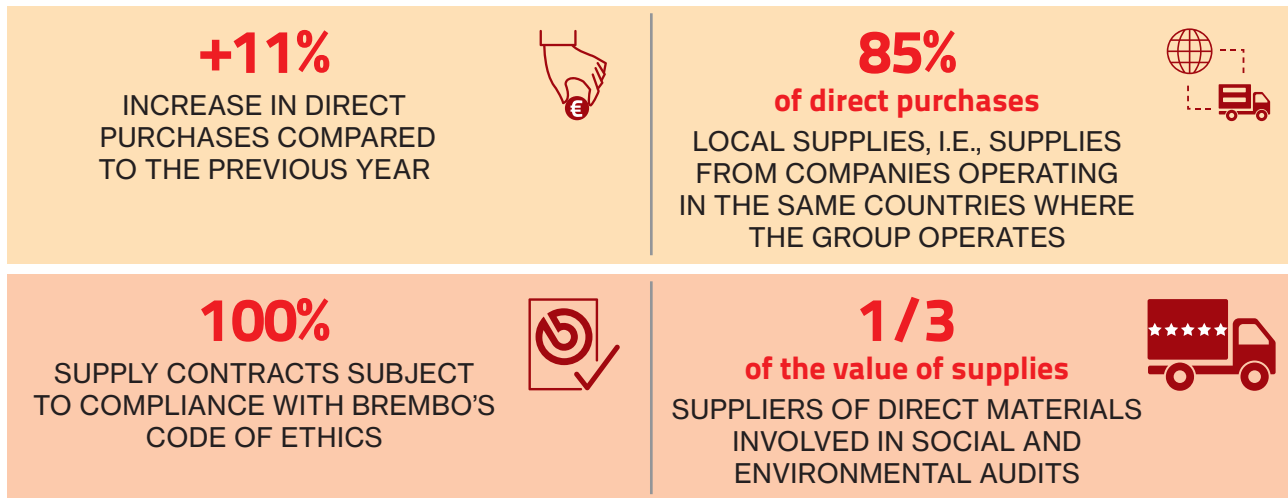 +11%
INCREASE IN DIRECT
PURCHASES COMPARED
TO THE PREVIOUS YEAR
€
85%
of direct purchases
LOCAL SUPPLIES, I.E., SUPPLIES
FROM COMPANIES OPERATING
IN THE SAME COUNTRIES WHERE
THE GROUP OPERATES
100%
SUPPLY CONTRACTS SUBJECT
TO COMPLIANCE WITH BREMBO’S
CODE OF ETHICS
1/3
of the value of supplies
SUPPLIERS OF DIRECT MATERIALS
INVOLVED IN SOCIAL AND
ENVIRONMENTAL AUDITS